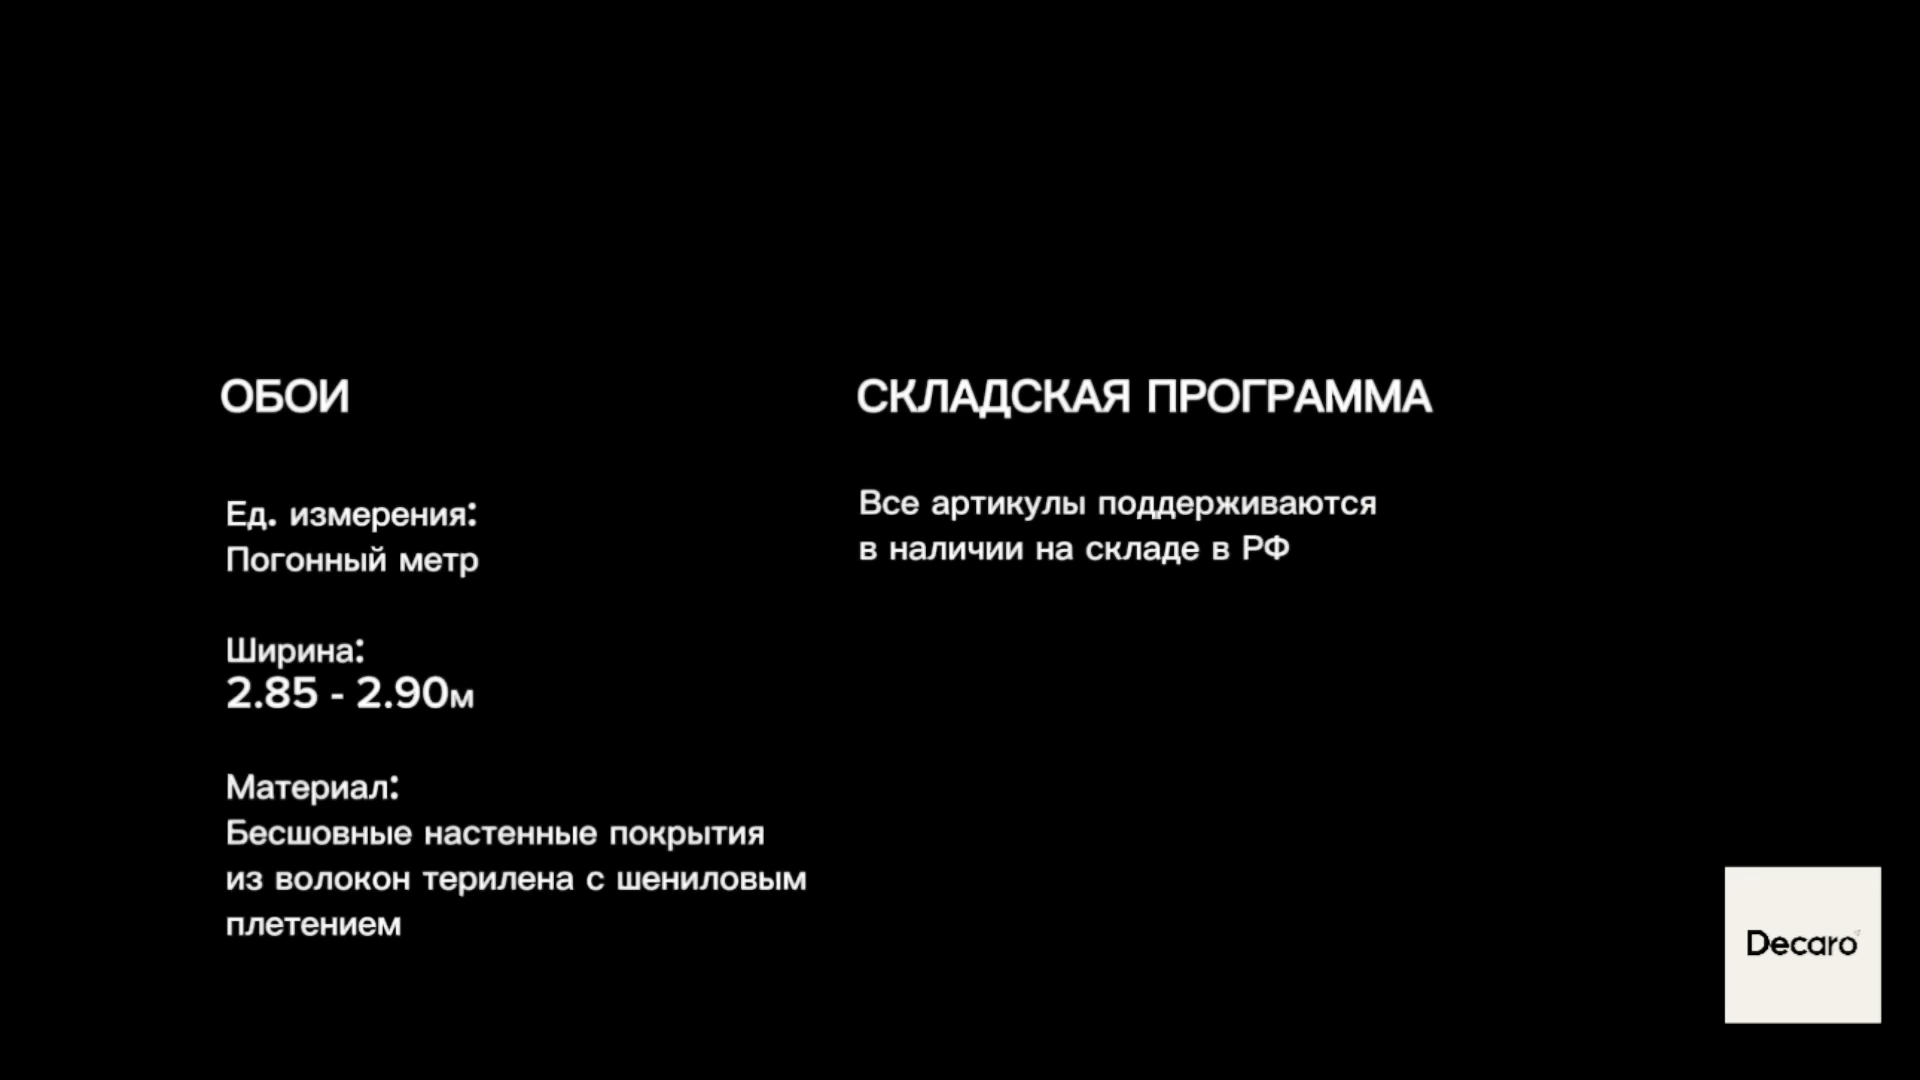 ОБОИ
Ед. измерения:
Погонный метр
Ширина:
2.85 - 2.90м
Материал:
Бесшовные настенные покрытия
из волокон терилена с шениловым
плетением
СКЛАДСКАЯ ПРОГРАММА
Все артикулы поддерживаются
в наличии на складе в РФ
Decaro